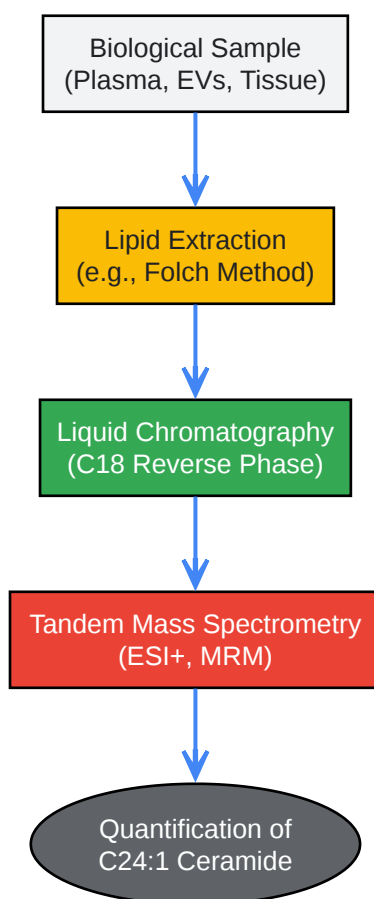 Biological Sample
(Plasma, EVs, Tissue)
Lipid Extraction
(e.g., Folch Method)
Liquid Chromatography
(C18 Reverse Phase)
Tandem Mass Spectrometry
(ESI+, MRM)
Quantification of
C24:1 Ceramide